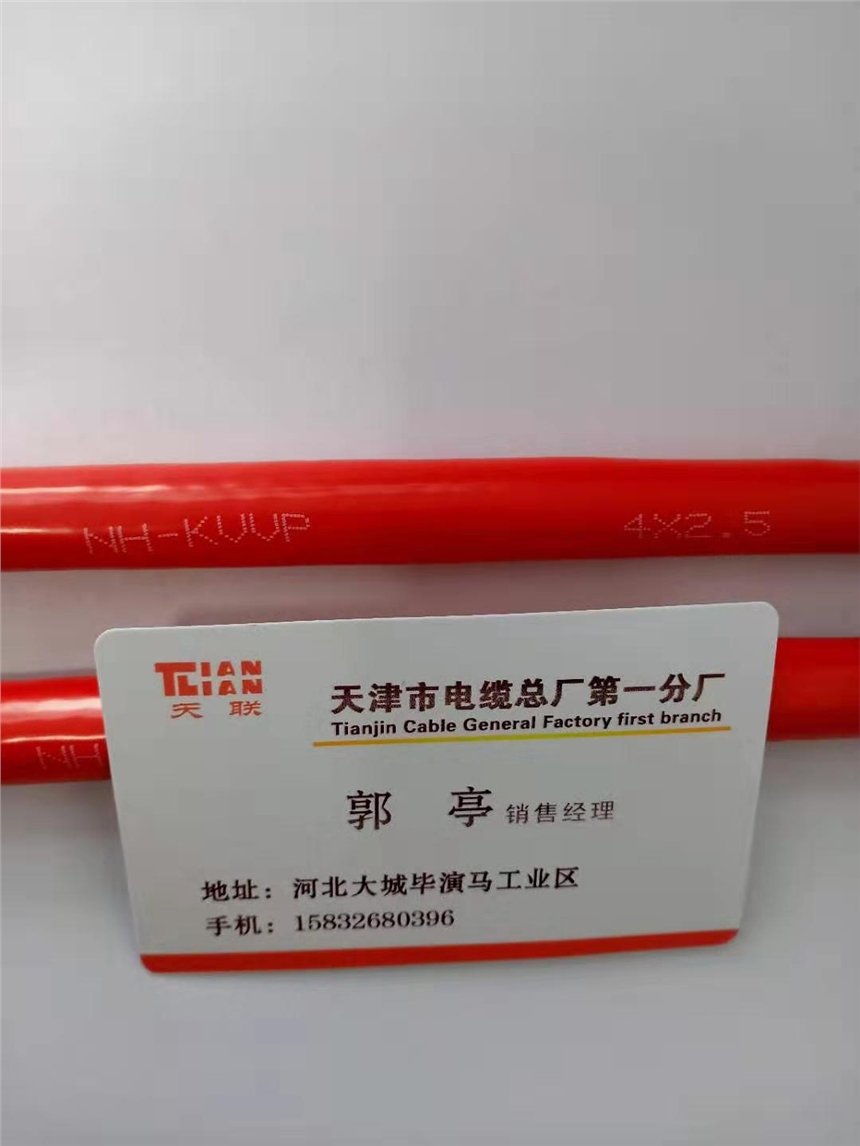 NH-KVVP 4X2.5
NH
TLIAN
LIAN
天联
天津市电缆总厂第一分厂
Tianjin Cable General Factory first branch
郭 亭 销售经理
地址：河北大城毕演马工业区
手机：15832680396